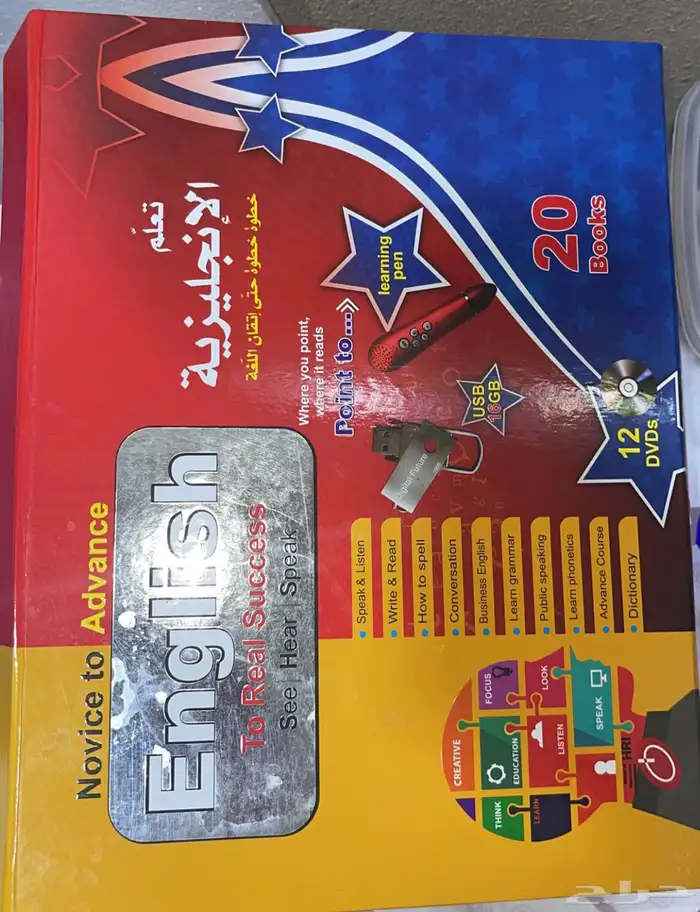 Novice to Advance
English
To Real Success
See Hear Speak
تعلّم
الإنجليزية
خطوة خطوة حتى إتقان اللغة
Where you point,
where it reads
Point to...
learning
pen
USB
16GB
Digital Future
20
Books
12
DVDs
Speak & Listen
Write & Read
How to spell
Conversation
Business English
Learn grammar
Public speaking
Learn phonetics
Advance Course
Dictionary
CREATIVE
FOCUS
LOOK
EDUCATION
LISTEN
SPEAK
THINK
LEARN
حراج